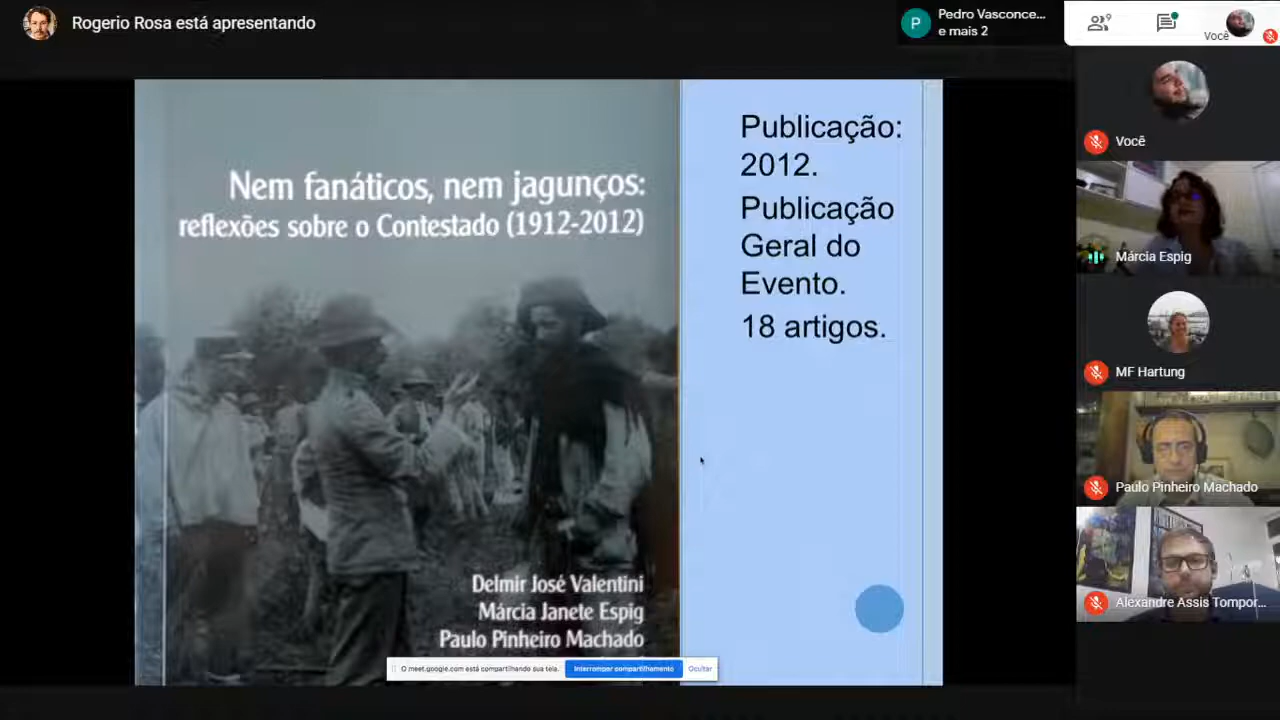 Rogerio Rosa está apresentando
P
Pedro Vasconce...
e mais 2
Você
Nem fanáticos, nem jagunços:
reflexões sobre o Contestado (1912-2012)
Delmir José Valentini
Márcia Janete Espig
Paulo Pinheiro Machado
Publicação:
2012.
Publicação
Geral do
Evento.
18 artigos.
O meet.google.com está compartilhando sua tela.
Interromper compartilhamento
Ocultar
Você
Márcia Espig
MF Hartung
Paulo Pinheiro Machado
Alexandre Assis Tompor...